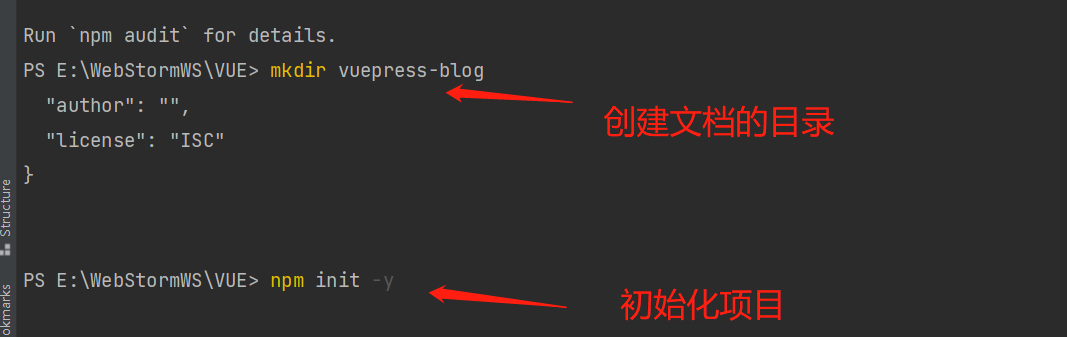 Run `npm audit` for details.
PS E:\WebStormWS\VUE> mkdir vuepress-blog
"author": "",
创建文档的目录
"license": "ISC"
}
Structure
PS E:\WebStormWS\VUE> npm init -y
初始化项目
okmarks